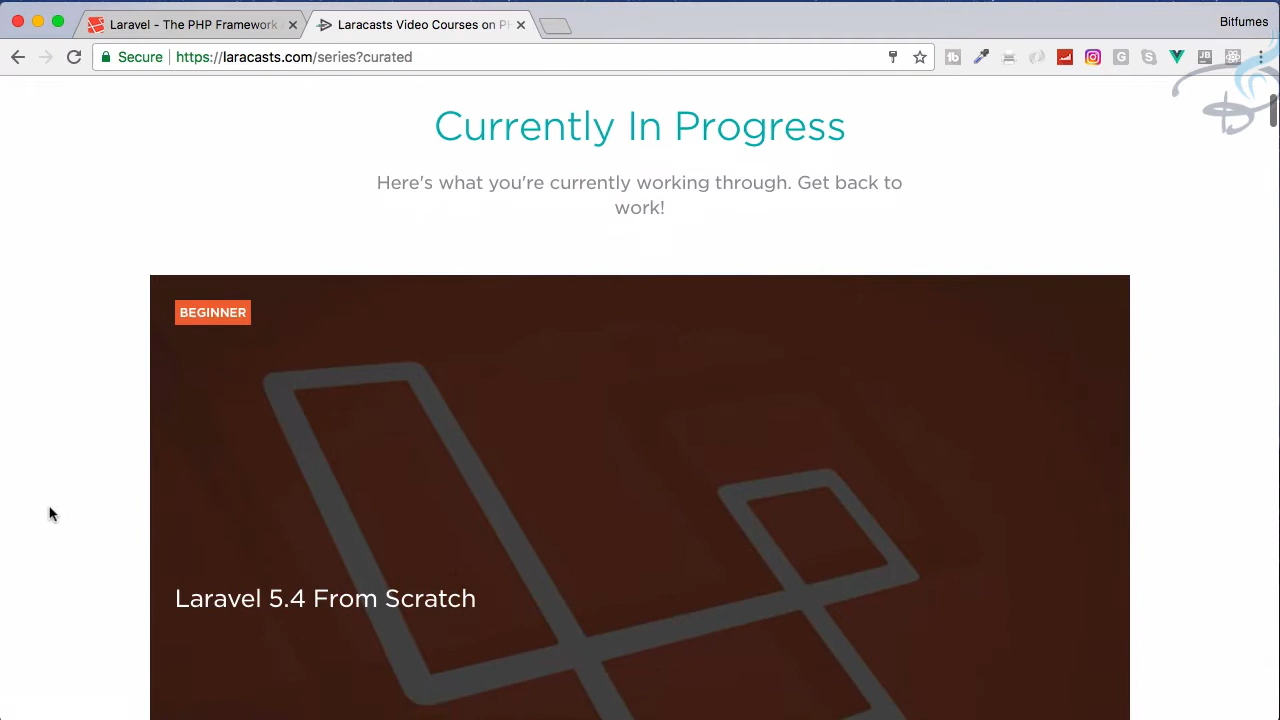 Laravel - The PHP Framework
Laracasts Video Courses on P
Bitfumes
Secure
https://laracasts.com/series?curated
Currently In Progress
Here's what you're currently working through. Get back to
work!
BEGINNER
Laravel 5.4 From Scratch